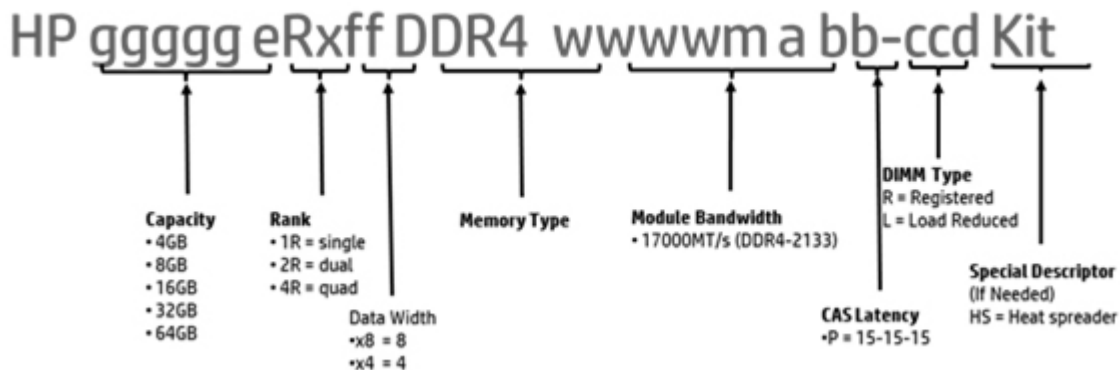 HP ggggg eRxff DDR4 wwwwm a bb-ccd Kit
Capacity
• 4GB
• 8GB
• 16GB
• 32GB
• 64GB
Rank
• 1R = single
• 2R = dual
• 4R = quad
Data Width
•x8 = 8
•x4 = 4
Memory Type
Module Bandwidth
• 17000MT/s (DDR4-2133)
CAS Latency
•P = 15-15-15
DIMM Type
R = Registered
L = Load Reduced
Special Descriptor
(If Needed)
HS = Heat spreader